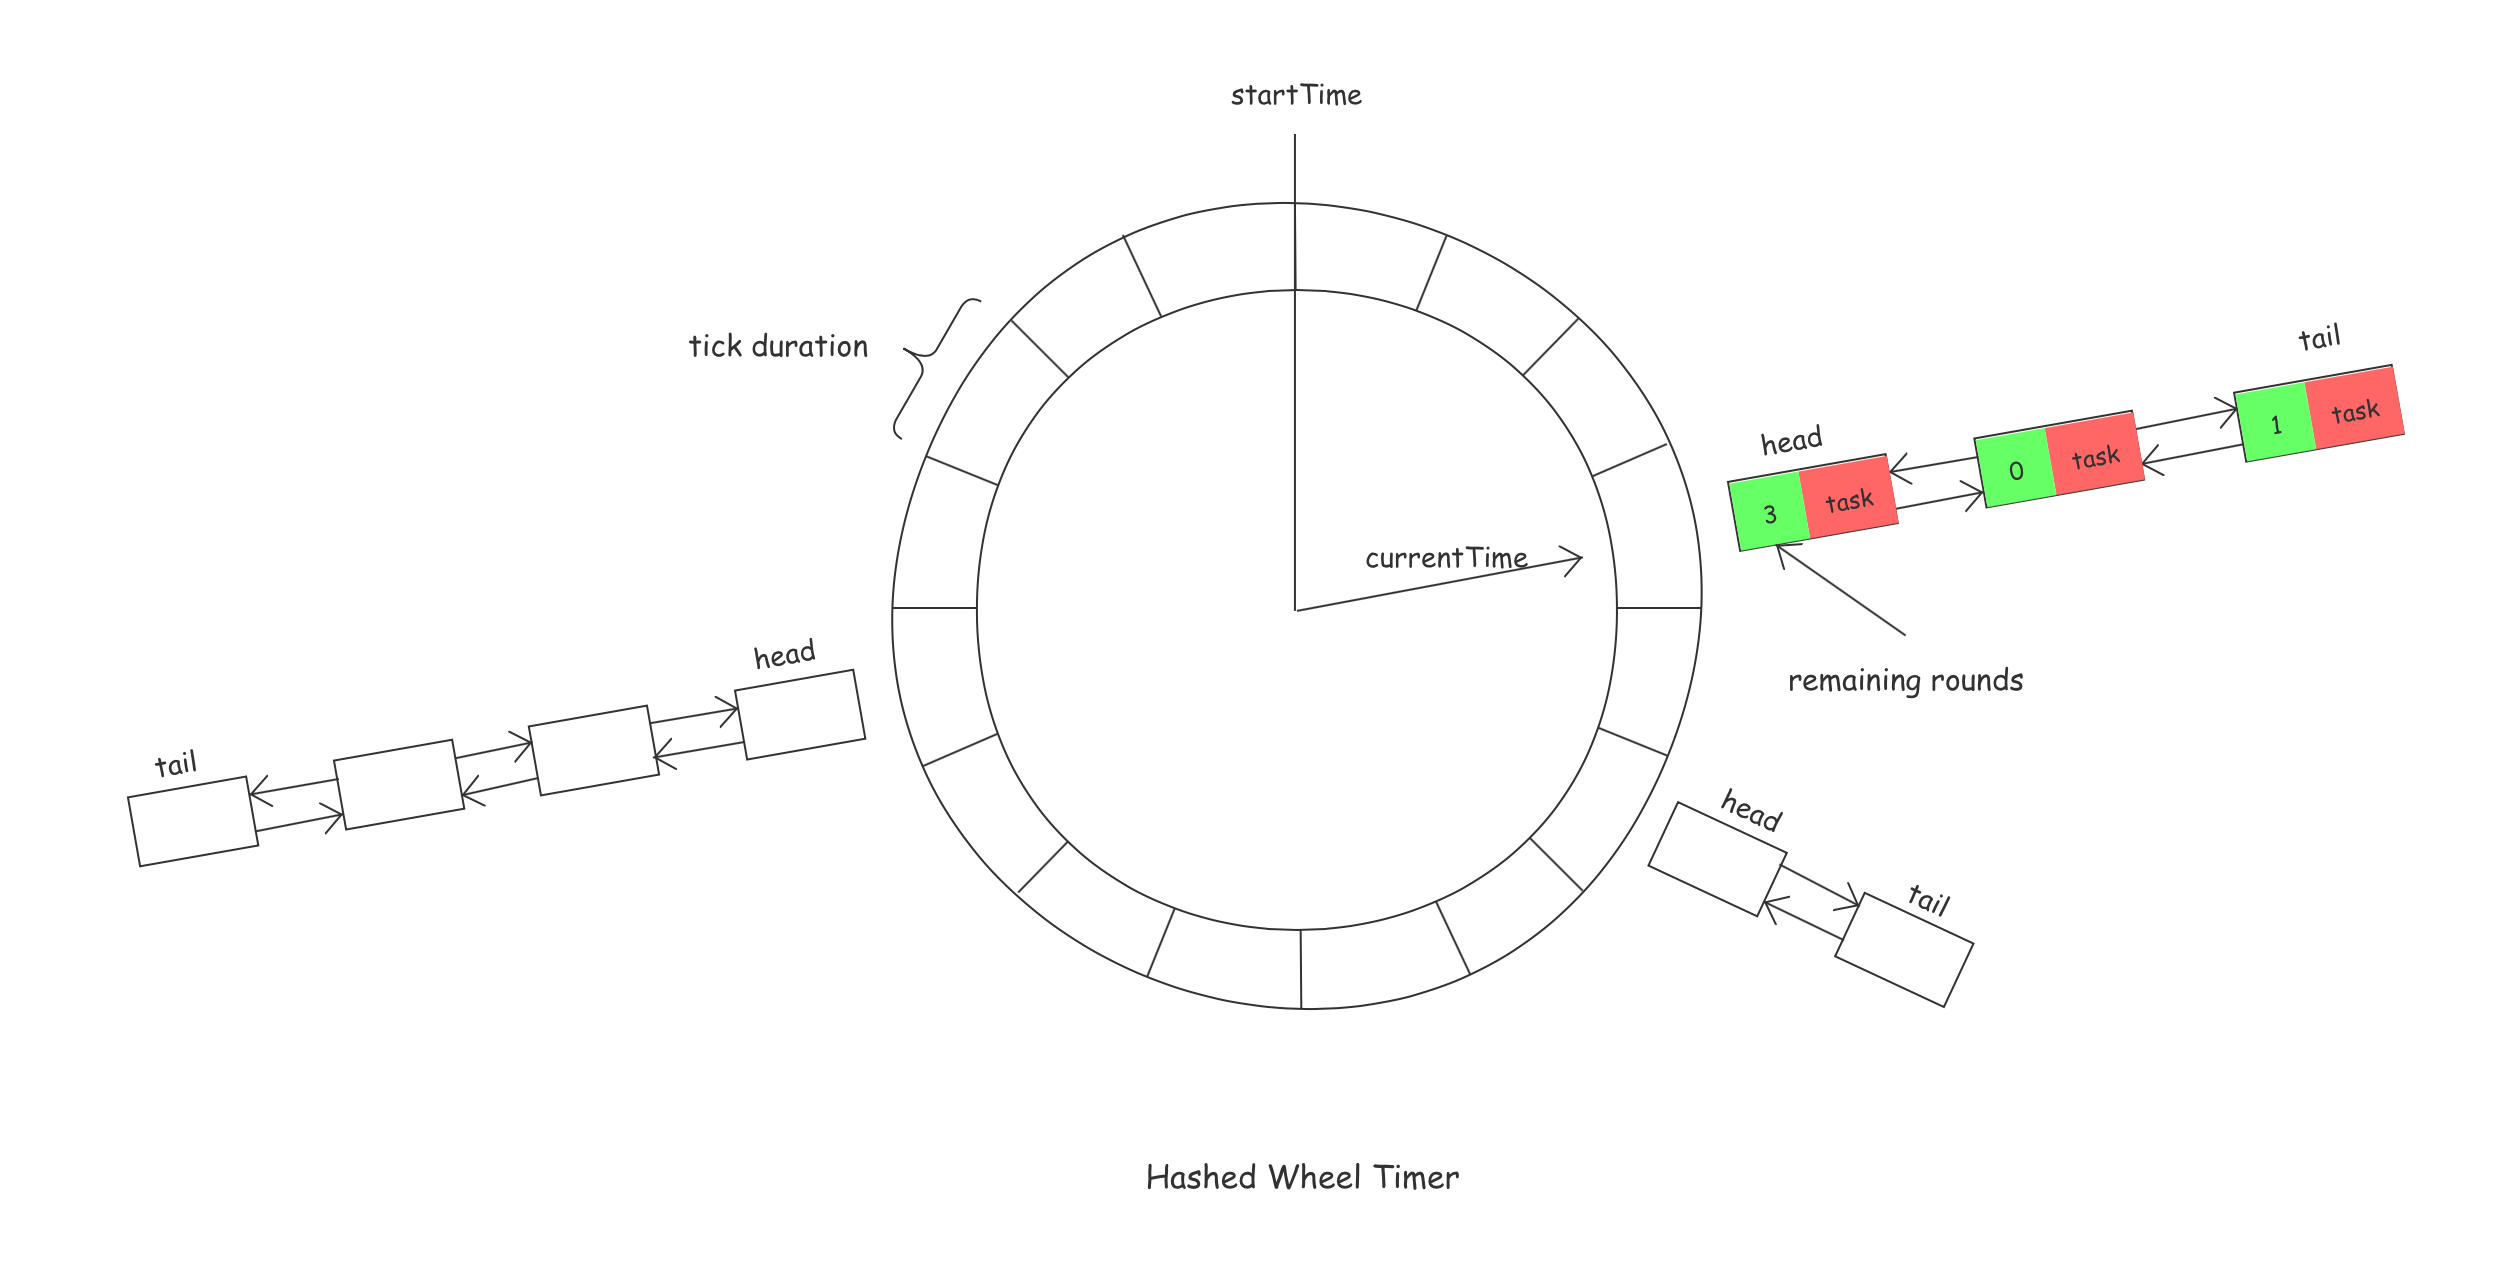 startTime
tick duration
tail
head
1 task
0 task
3 task
currentTime
remaining rounds
head
tail
head
tail
Hashed Wheel Timer